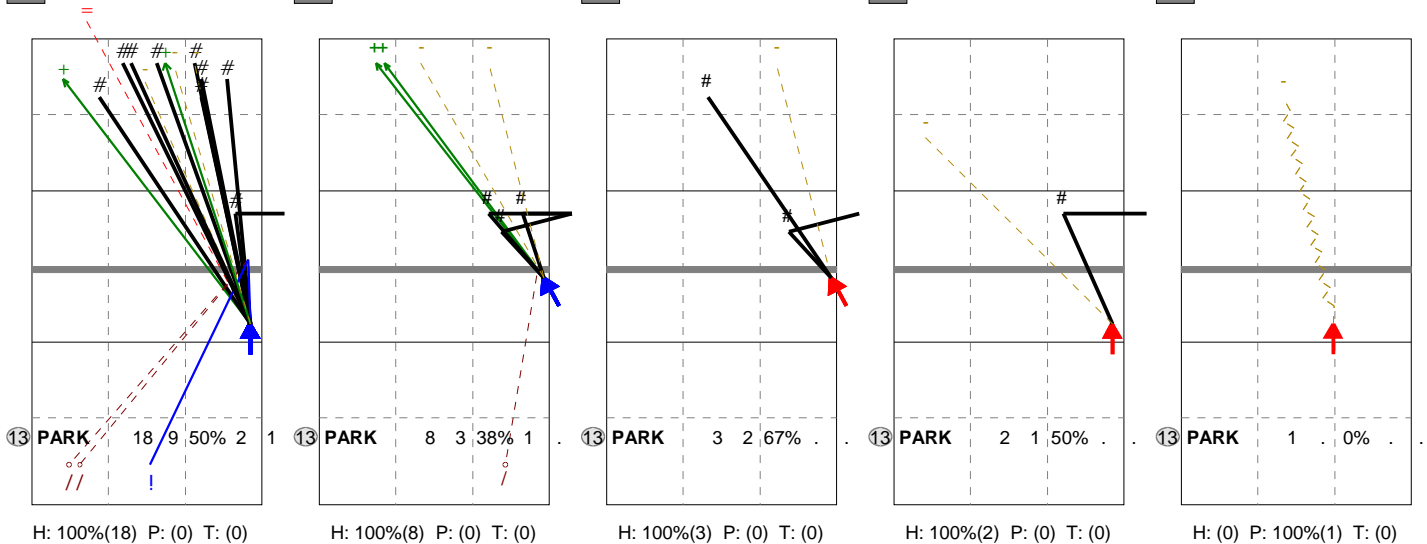 =
## # + - # # - # # #
+ - #
#
/ / !
13 PARK 18 9 50% 2 1
H: 100%(18) P: (0) T: (0)
++ - -
# # #
/
13 PARK 8 3 38% 1 .
H: 100%(8) P: (0) T: (0)
-
#
#
13 PARK 3 2 67% . .
H: 100%(3) P: (0) T: (0)
-
#
13 PARK 2 1 50% . .
H: 100%(2) P: (0) T: (0)
-
13 PARK 1 . 0% . .
H: (0) P: 100%(1) T: (0)